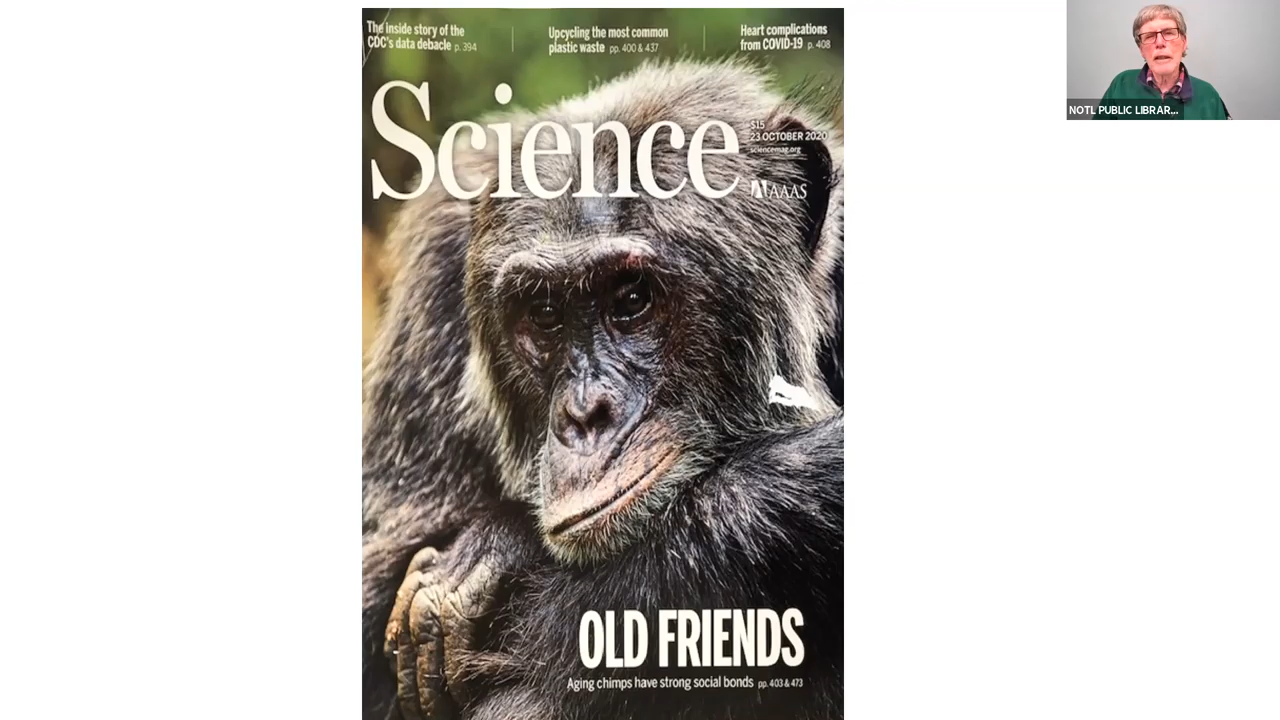 The inside story of the
CDC's data debacle p. 394
Upcycling the most common
plastic waste pp. 400 & 437
Heart complications
from COVID-19 p. 408
Science
$15
23 OCTOBER 2020
sciencemag.org
AAAS
OLD FRIENDS
Aging chimps have strong social bonds pp. 403 & 473
NOTL PUBLIC LIBRAR...